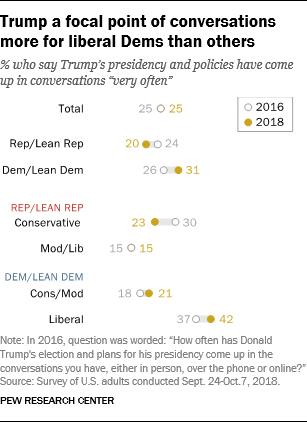 Trump a focal point of conversations
more for liberal Dems than others
% who say Trump's presidency and policies have come
up in conversations "very often"
2016
2018
Total 25 25
Rep/Lean Rep 20 24
Dem/Lean Dem 26 31
REP/LEAN REP
Conservative 23 30
Mod/Lib 15 15
DEM/LEAN DEM
Cons/Mod 18 21
Liberal 37 42
Note: In 2016, question was worded: "How often has Donald
Trump's election and plans for his presidency come up in the
conversations you have, either in person, over the phone or online?"
Source: Survey of U.S. adults conducted Sept. 24-Oct.7, 2018.
PEW RESEARCH CENTER